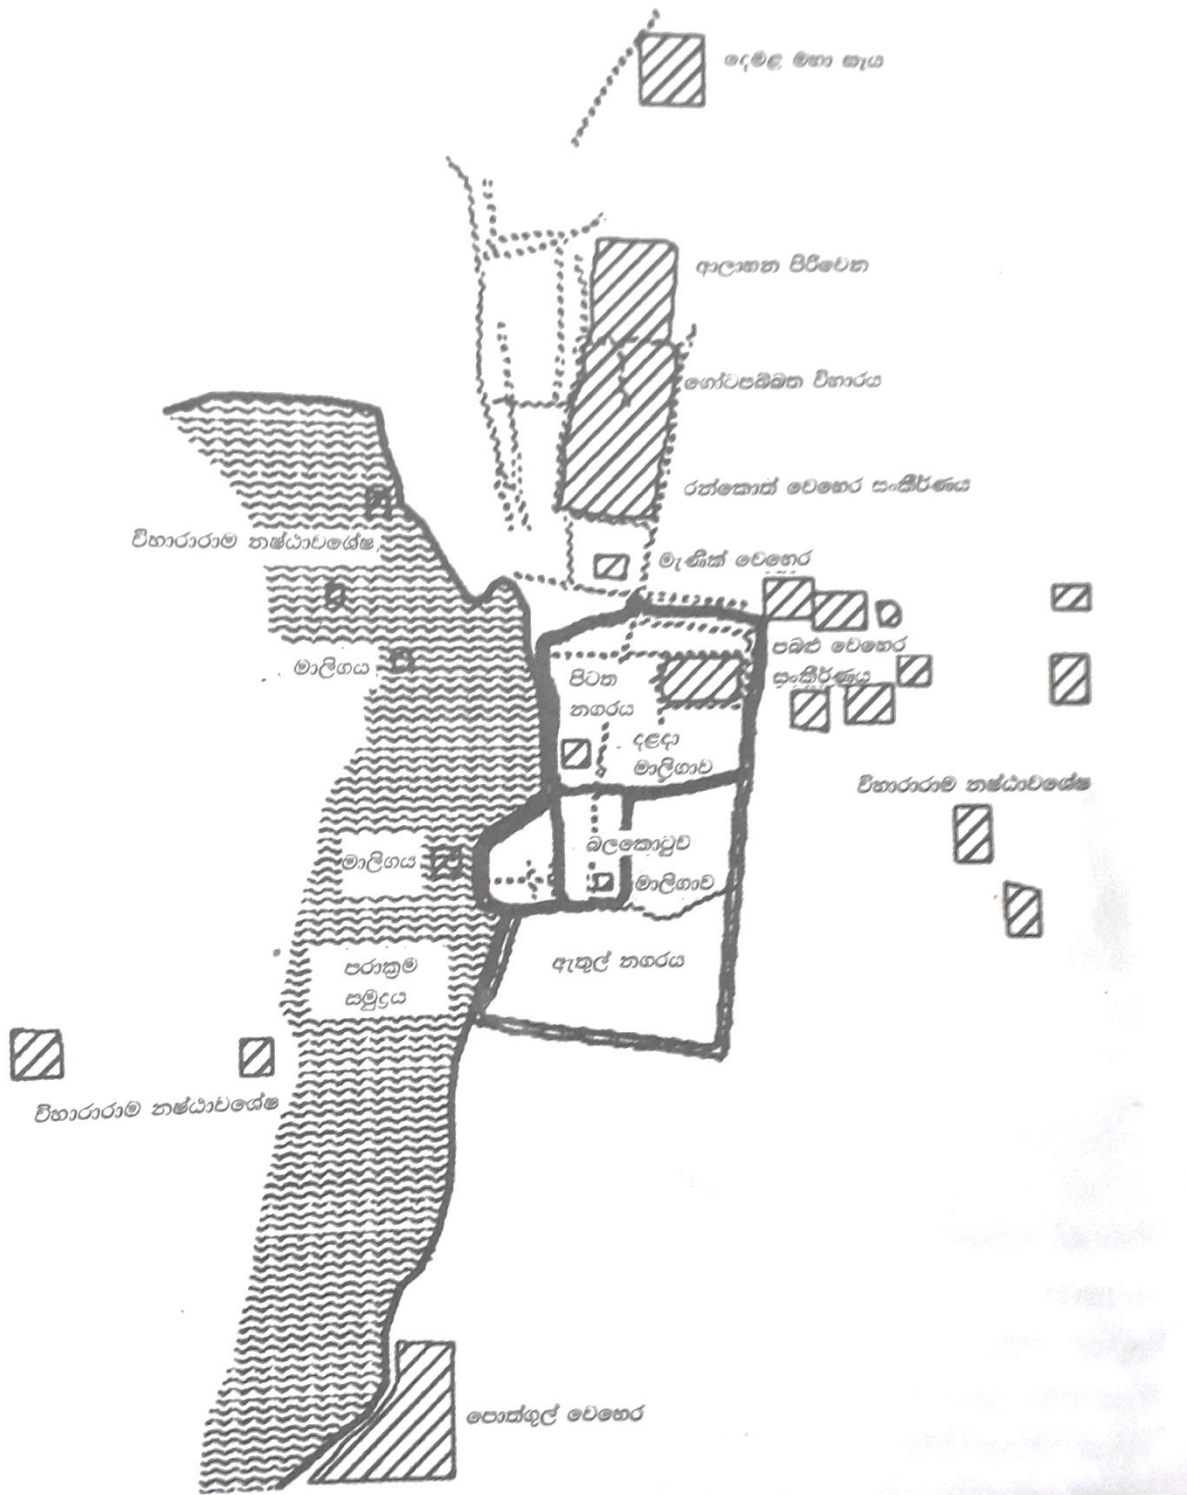 දෙමළ මහා සෑය
ආලාහන පිරිවෙන
ගෝටපබ්බත විහාරය
රන්කොත් වෙහෙර සංකීර්ණය
විහාරාරාම නෂ්ඨාවශේෂ
මැණික් වෙහෙර
පබළු වෙහෙර
සංකීර්ණය
මාලිගය
පිටත
නගරය
දළදා
මාලිගාව
විහාරාරාම නෂ්ඨාවශේෂ
බලකොටුව
මාලිගය
මාලිගාව
ඇතුල් නගරය
පරාක්‍රම
සමුද්‍රය
විහාරාරාම නෂ්ඨාවශේෂ
පොත්ගුල් වෙහෙර